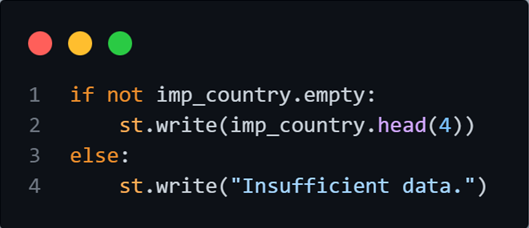 1 if not imp_country.empty:
2     st.write(imp_country.head(4))
3 else:
4     st.write("Insufficient data.")